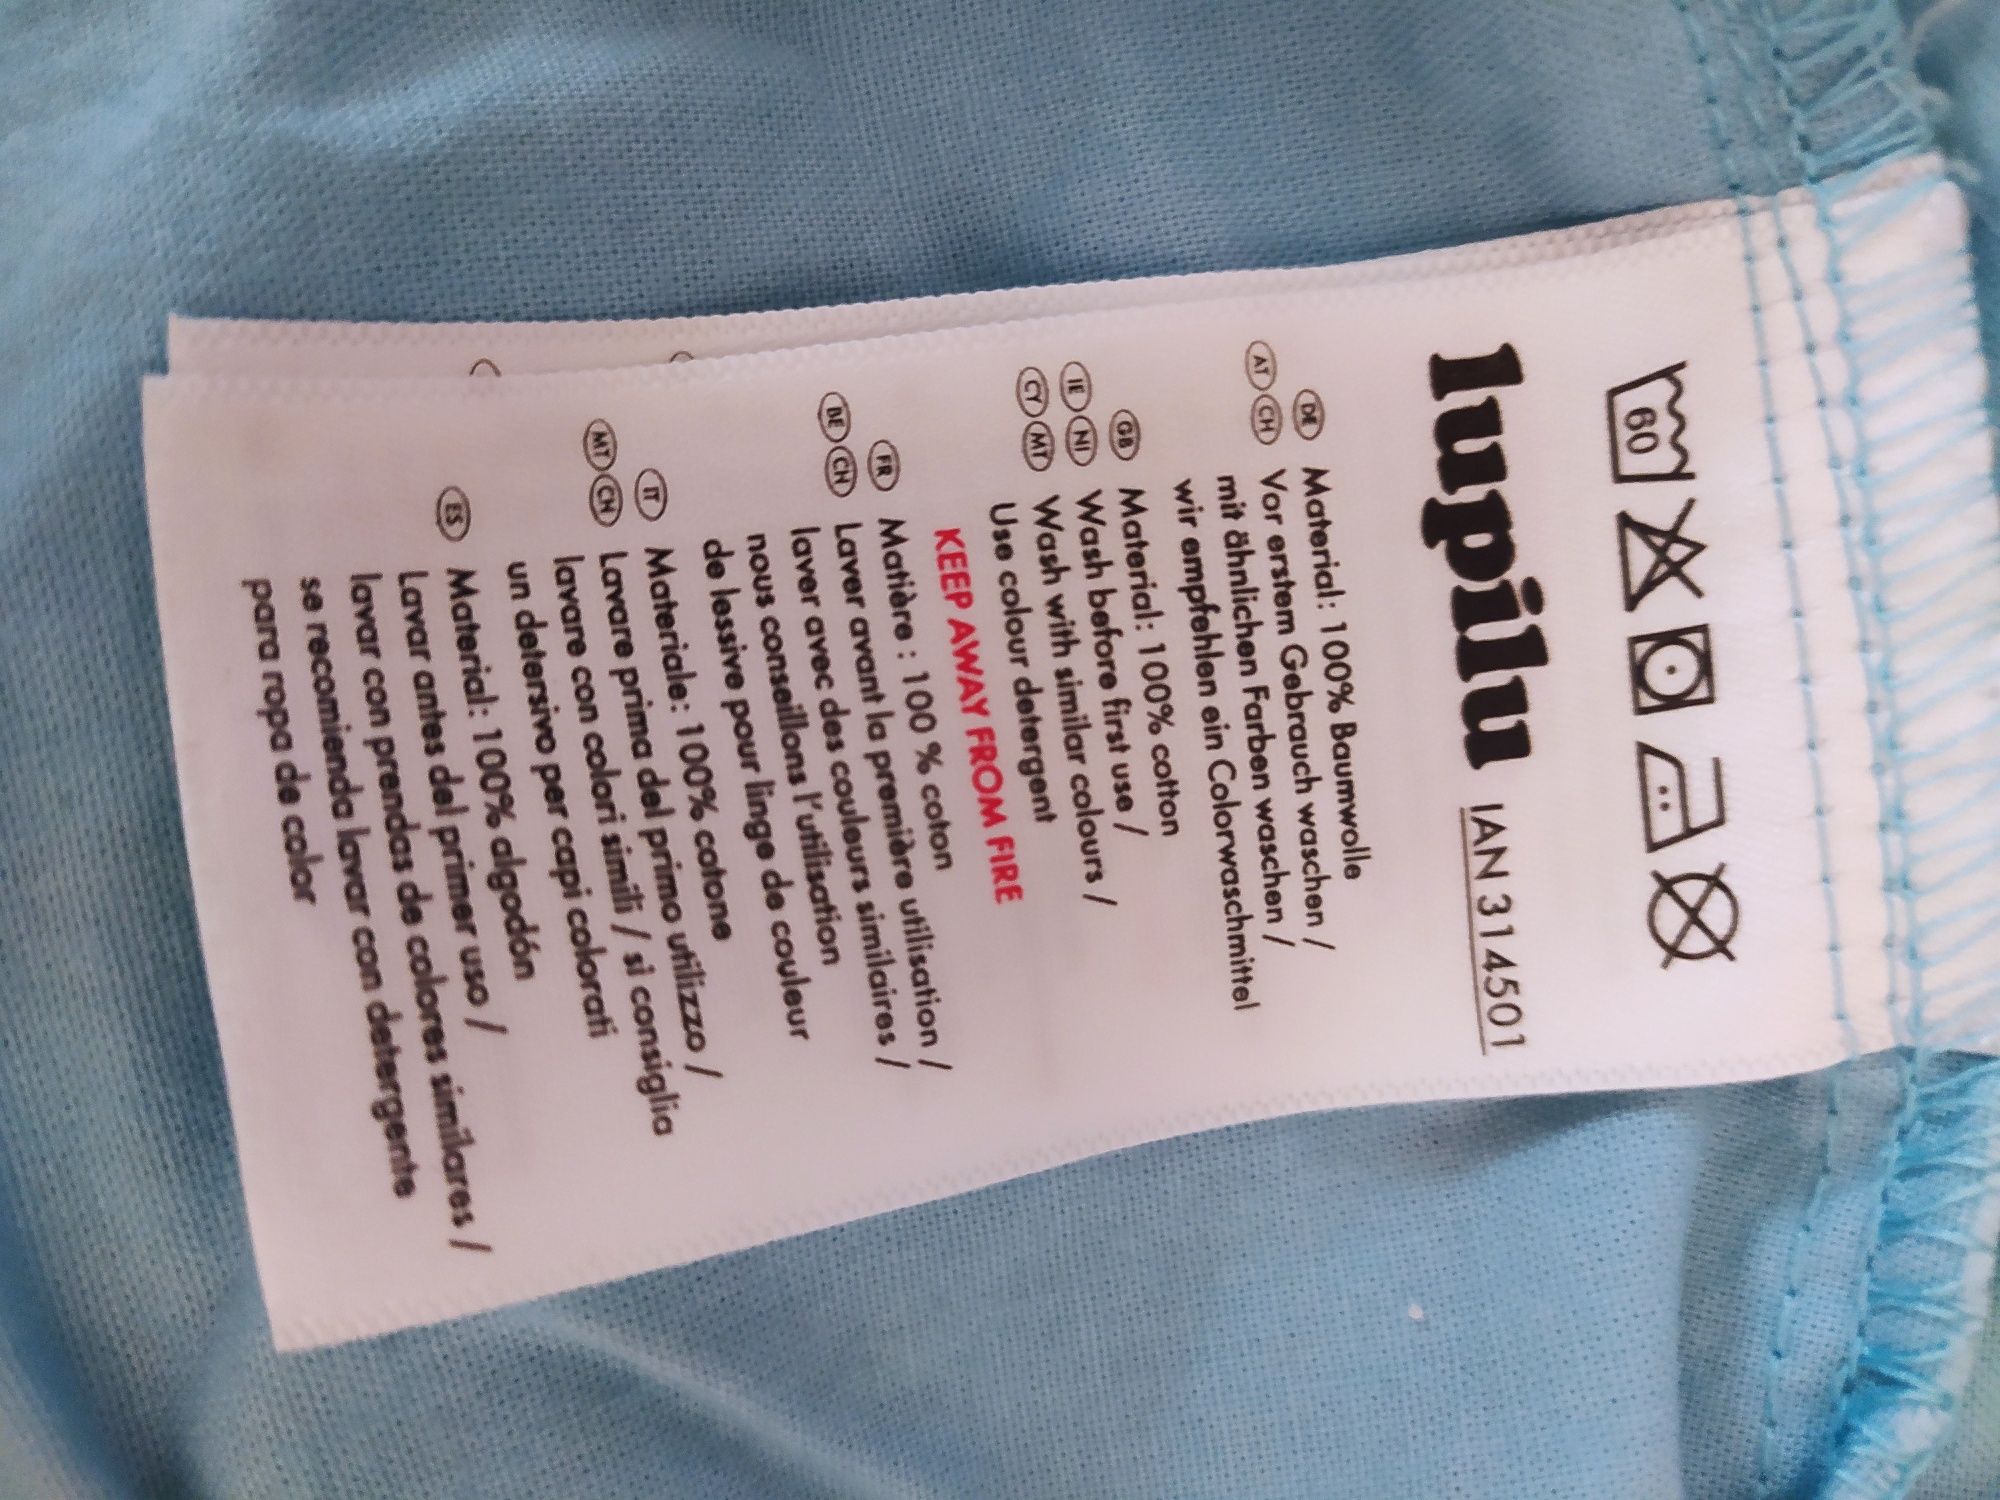 60
lupilu IAN 314501
DE Material: 100% Baumwolle
AT CH Vor erstem Gebrauch waschen /
mit ähnlichen Farben waschen /
wir empfehlen ein Colorwaschmittel
GB Material: 100% cotton
IE NI Wash before first use /
CY MT Wash with similar colours /
Use colour detergent
KEEP AWAY FROM FIRE
FR Matière : 100 % coton
BE CH Laver avant la première utilisation /
laver avec des couleurs similaires /
nous conseillons l'utilisation
de lessive pour linge de couleur
IT Materiale: 100% cotone
MT CH Lavare prima del primo utilizzo /
lavare con colori simili / si consiglia
un detersivo per capi colorati
ES Material: 100% algodón
Lavar antes del primer uso /
lavar con prendas de colores similares /
se recomienda lavar con detergente
para ropa de color